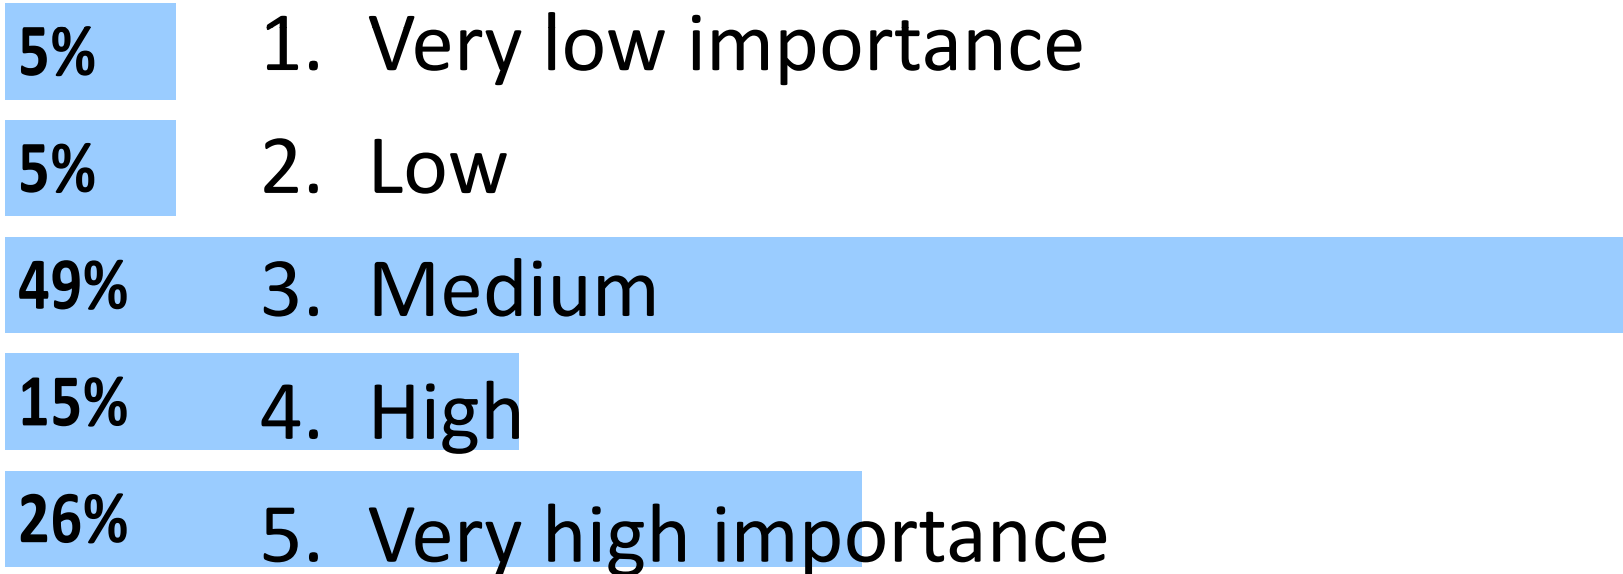 5% 1. Very low importance
5% 2. Low
49% 3. Medium
15% 4. High
26% 5. Very high importance